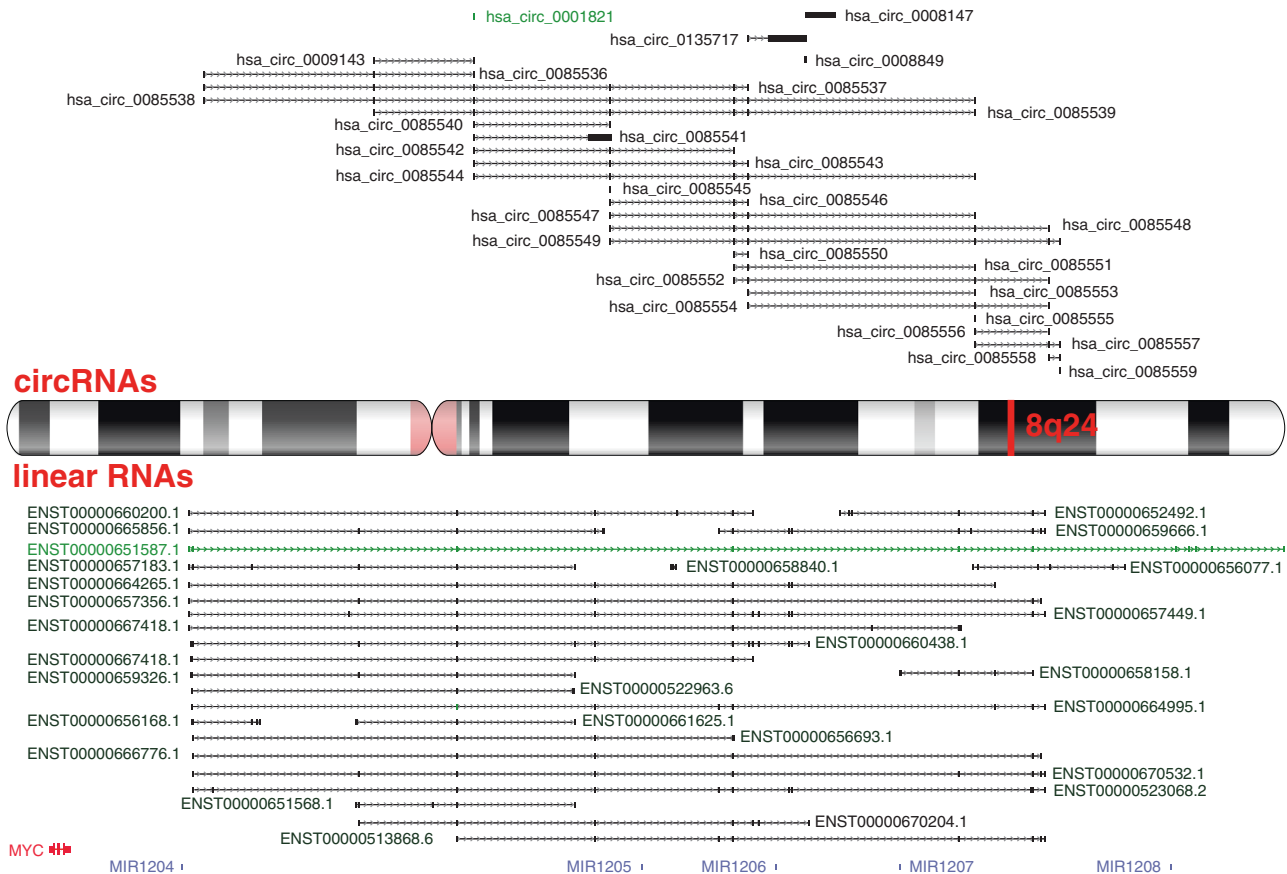 hsa_circ_0001821
hsa_circ_0008147
hsa_circ_0135717
hsa_circ_0009143
hsa_circ_0008849
hsa_circ_0085536
hsa_circ_0085537
hsa_circ_0085538
hsa_circ_0085539
hsa_circ_0085540
hsa_circ_0085541
hsa_circ_0085542
hsa_circ_0085543
hsa_circ_0085544
hsa_circ_0085545
hsa_circ_0085546
hsa_circ_0085547
hsa_circ_0085548
hsa_circ_0085549
hsa_circ_0085550
hsa_circ_0085551
hsa_circ_0085552
hsa_circ_0085553
hsa_circ_0085554
hsa_circ_0085555
hsa_circ_0085556
hsa_circ_0085557
hsa_circ_0085558
hsa_circ_0085559
circRNAs
8q24
linear RNAs
ENST00000660200.1
ENST00000652492.1
ENST00000665856.1
ENST00000659666.1
ENST00000651587.1
ENST00000657183.1
ENST00000658840.1
ENST00000656077.1
ENST00000664265.1
ENST00000657356.1
ENST00000657449.1
ENST00000667418.1
ENST00000660438.1
ENST00000667418.1
ENST00000659326.1
ENST00000658158.1
ENST00000522963.6
ENST00000664995.1
ENST00000656168.1
ENST00000661625.1
ENST00000656693.1
ENST00000666776.1
ENST00000670532.1
ENST00000523068.2
ENST00000651568.1
ENST00000670204.1
ENST00000513868.6
MYC
MIR1204
MIR1205
MIR1206
MIR1207
MIR1208